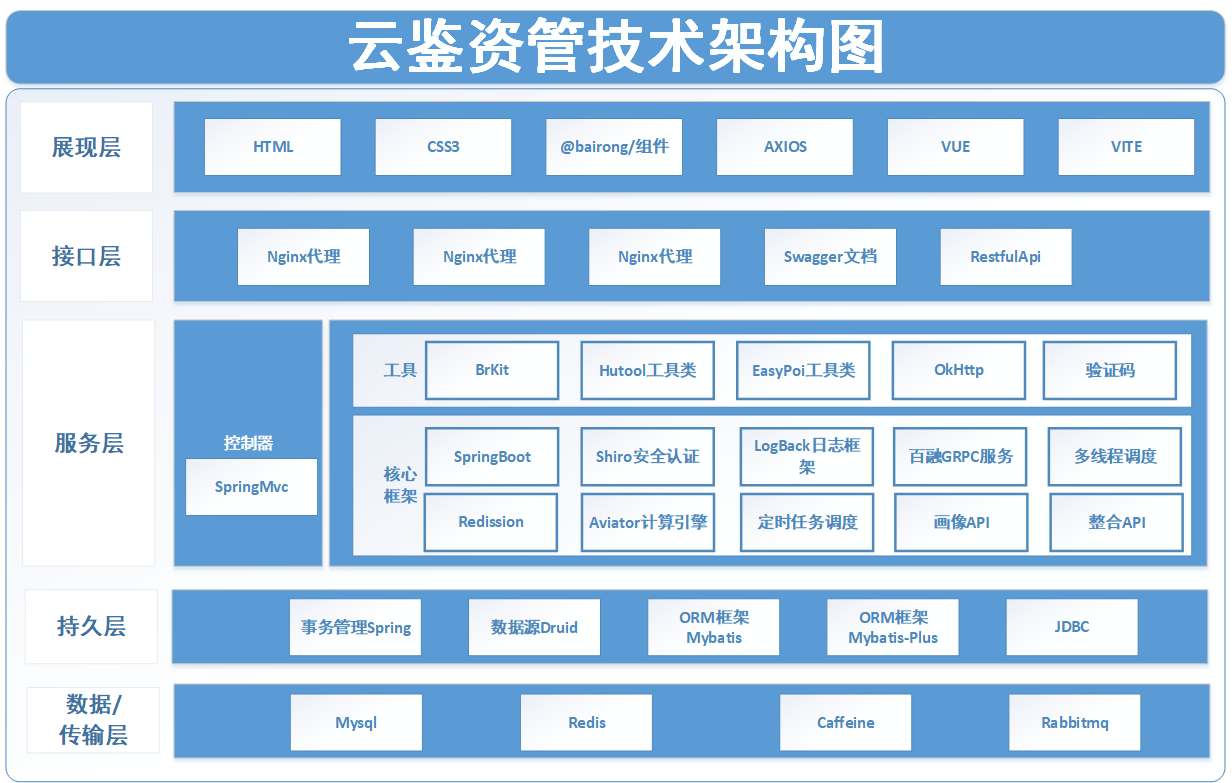 云鉴资管技术架构图
展现层
HTML
CSS3
@bairong/组件
AXIOS
VUE
VITE
接口层
Nginx代理
Nginx代理
Nginx代理
Swagger文档
RestfulApi
服务层
控制器
SpringMvc
工具
BrKit
Hutool工具类
EasyPoi工具类
OkHttp
验证码
核心
框架
SpringBoot
Shiro安全认证
LogBack日志框
架
百融GRPC服务
多线程调度
Redission
Aviator计算引擎
定时任务调度
画像API
整合API
持久层
事务管理Spring
数据源Druid
ORM框架
Mybatis
ORM框架
Mybatis-Plus
JDBC
数据/
传输层
Mysql
Redis
Caffeine
Rabbitmq